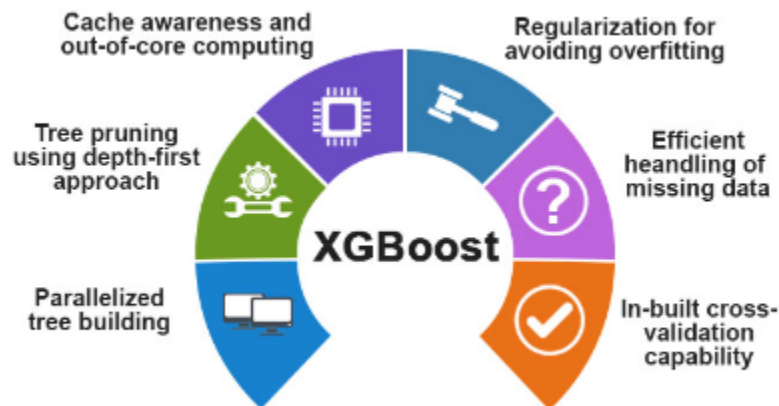 Cache awareness and
out-of-core computing
Regularization for
avoiding overfitting
Tree pruning
using depth-first
approach
Efficient
heandling of
missing data
XGBoost
Parallelized
tree building
In-built cross-
validation
capability